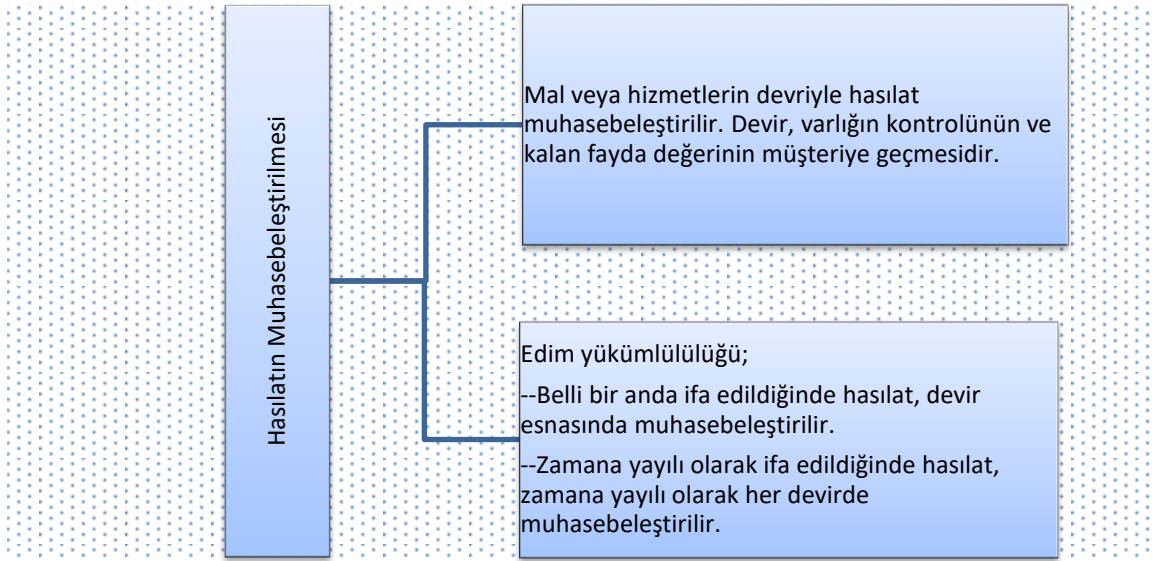 Hasılatın Muhasebeleştirilmesi
Mal veya hizmetlerin devriyle hasılat
muhasebeleştirilir. Devir, varlığın kontrolünün ve
kalan fayda değerinin müşteriye geçmesidir.
Edim yükümlülülüğü;
--Belli bir anda ifa edildiğinde hasılat, devir
esnasında muhasebeleştirilir.
--Zamana yayılı olarak ifa edildiğinde hasılat,
zamana yayılı olarak her devirde
muhasebeleştirilir.